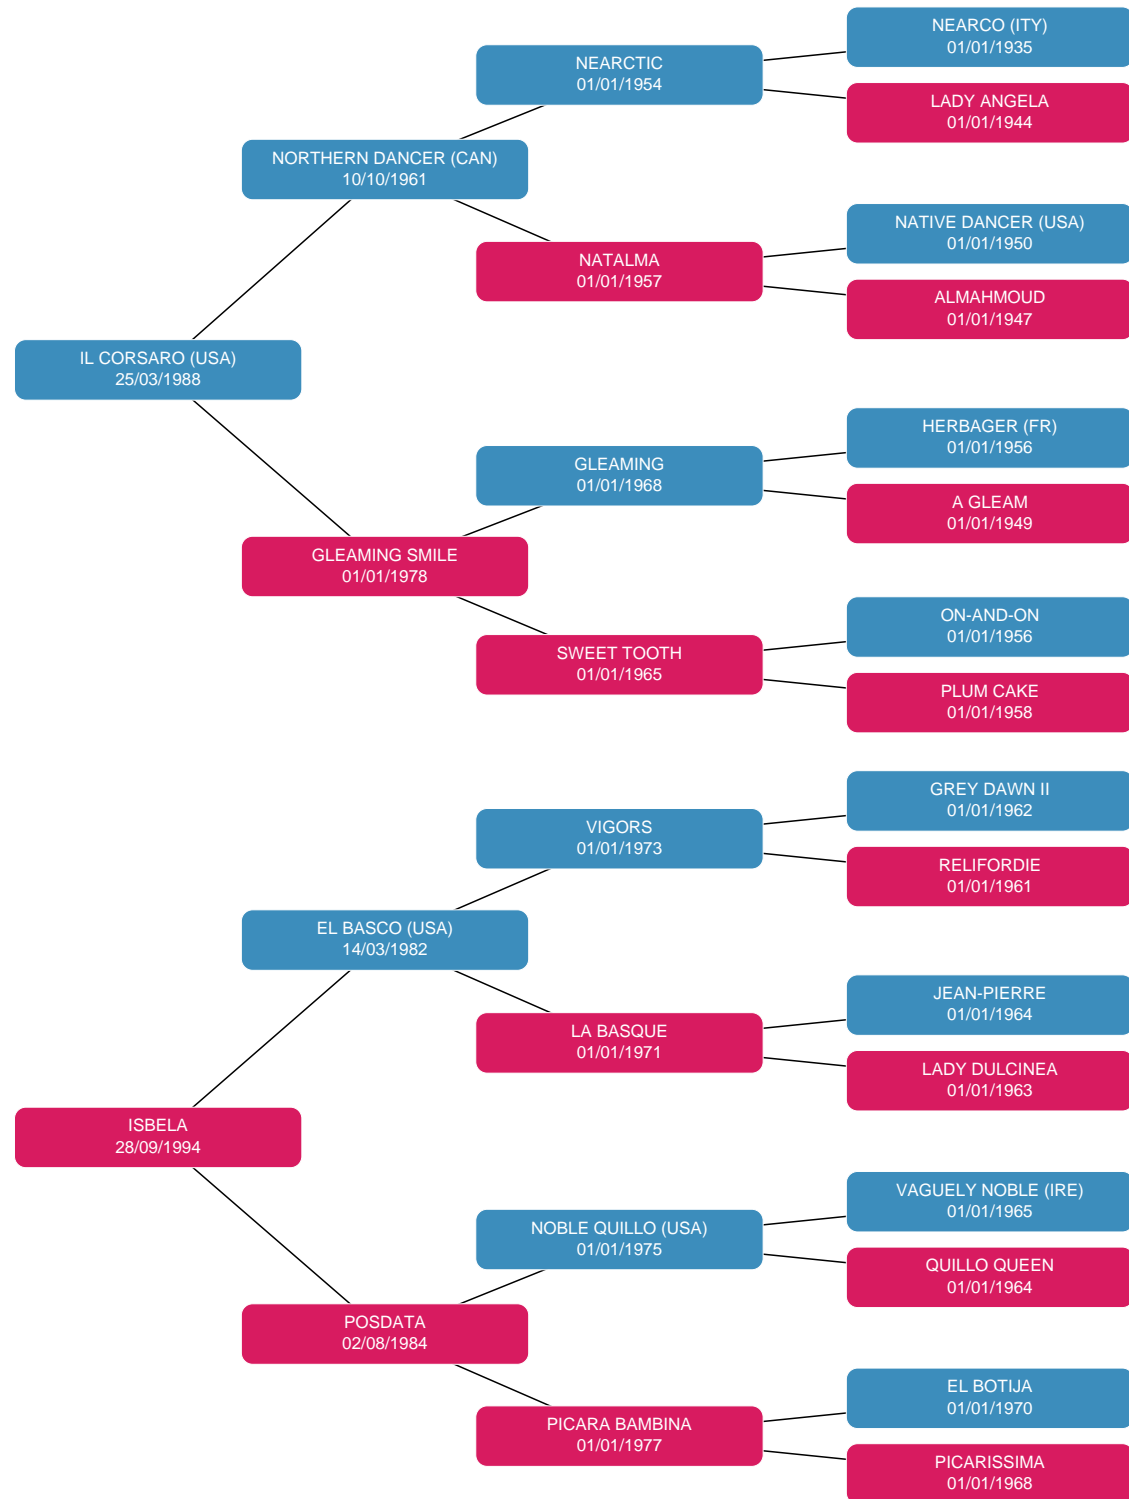 NEARCO (ITY)
01/01/1935
NEARCTIC
01/01/1954
LADY ANGELA
01/01/1944
NORTHERN DANCER (CAN)
10/10/1961
NATIVE DANCER (USA)
01/01/1950
NATALMA
01/01/1957
ALMAHMOUD
01/01/1947
IL CORSARO (USA)
25/03/1988
HERBAGER (FR)
01/01/1956
GLEAMING
01/01/1968
A GLEAM
01/01/1949
GLEAMING SMILE
01/01/1978
ON-AND-ON
01/01/1956
SWEET TOOTH
01/01/1965
PLUM CAKE
01/01/1958
GREY DAWN II
01/01/1962
VIGORS
01/01/1973
RELIFORDIE
01/01/1961
EL BASCO (USA)
14/03/1982
JEAN-PIERRE
01/01/1964
LA BASQUE
01/01/1971
LADY DULCINEA
01/01/1963
ISBELA
28/09/1994
VAGUELY NOBLE (IRE)
01/01/1965
NOBLE QUILLO (USA)
01/01/1975
QUILLO QUEEN
01/01/1964
POSDATA
02/08/1984
EL BOTIJA
01/01/1970
PICARA BAMBINA
01/01/1977
PICARISSIMA
01/01/1968